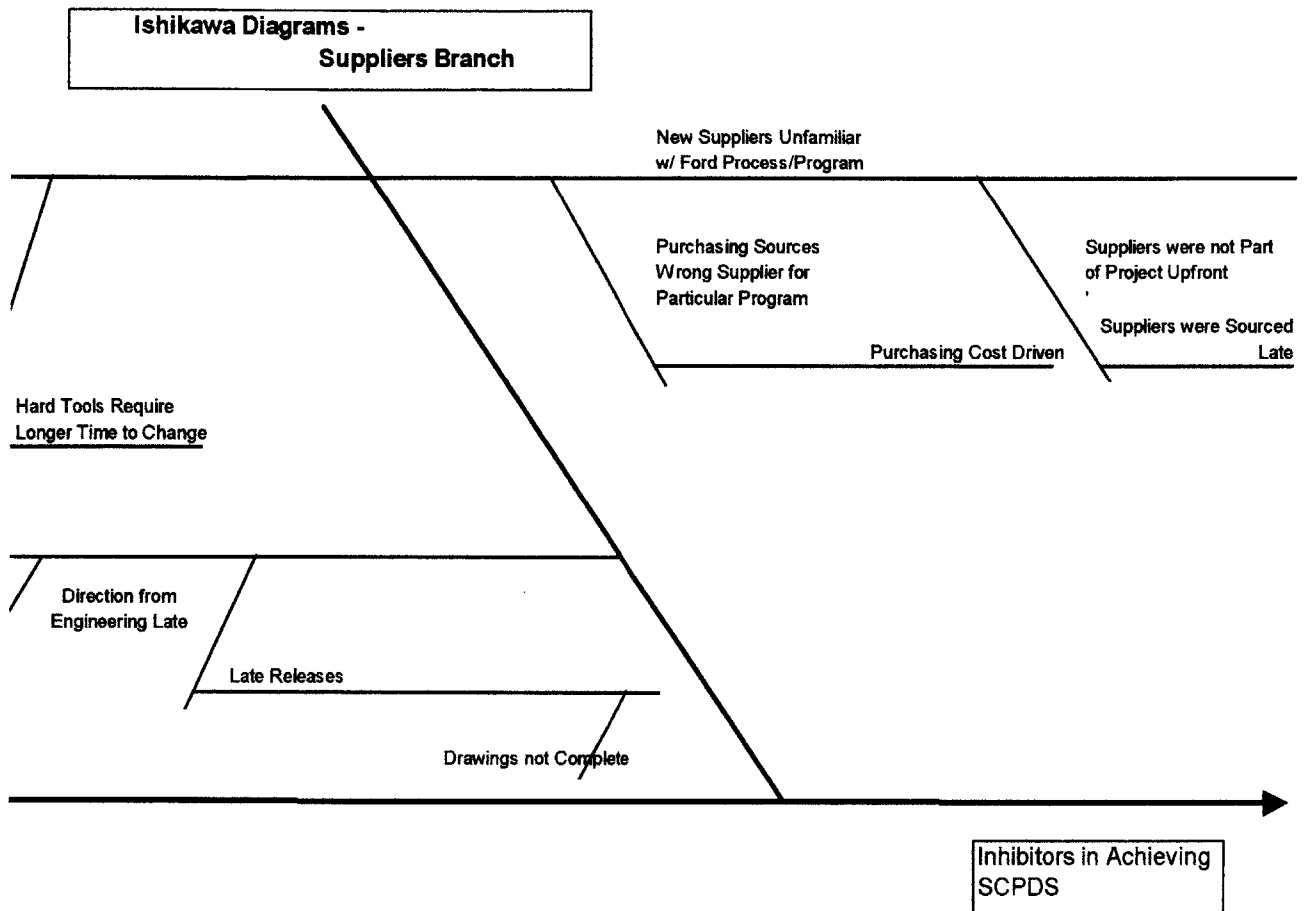 Ishikawa Diagrams -
Suppliers Branch
New Suppliers Unfamiliar
w/ Ford Process/Program
Purchasing Sources
Wrong Supplier for
Particular Program
Suppliers were not Part
of Project Upfront
Suppliers were Sourced
Late
Purchasing Cost Driven
Hard Tools Require
Longer Time to Change
Direction from
Engineering Late
Late Releases
Drawings not Complete
Inhibitors in Achieving
SCPDS